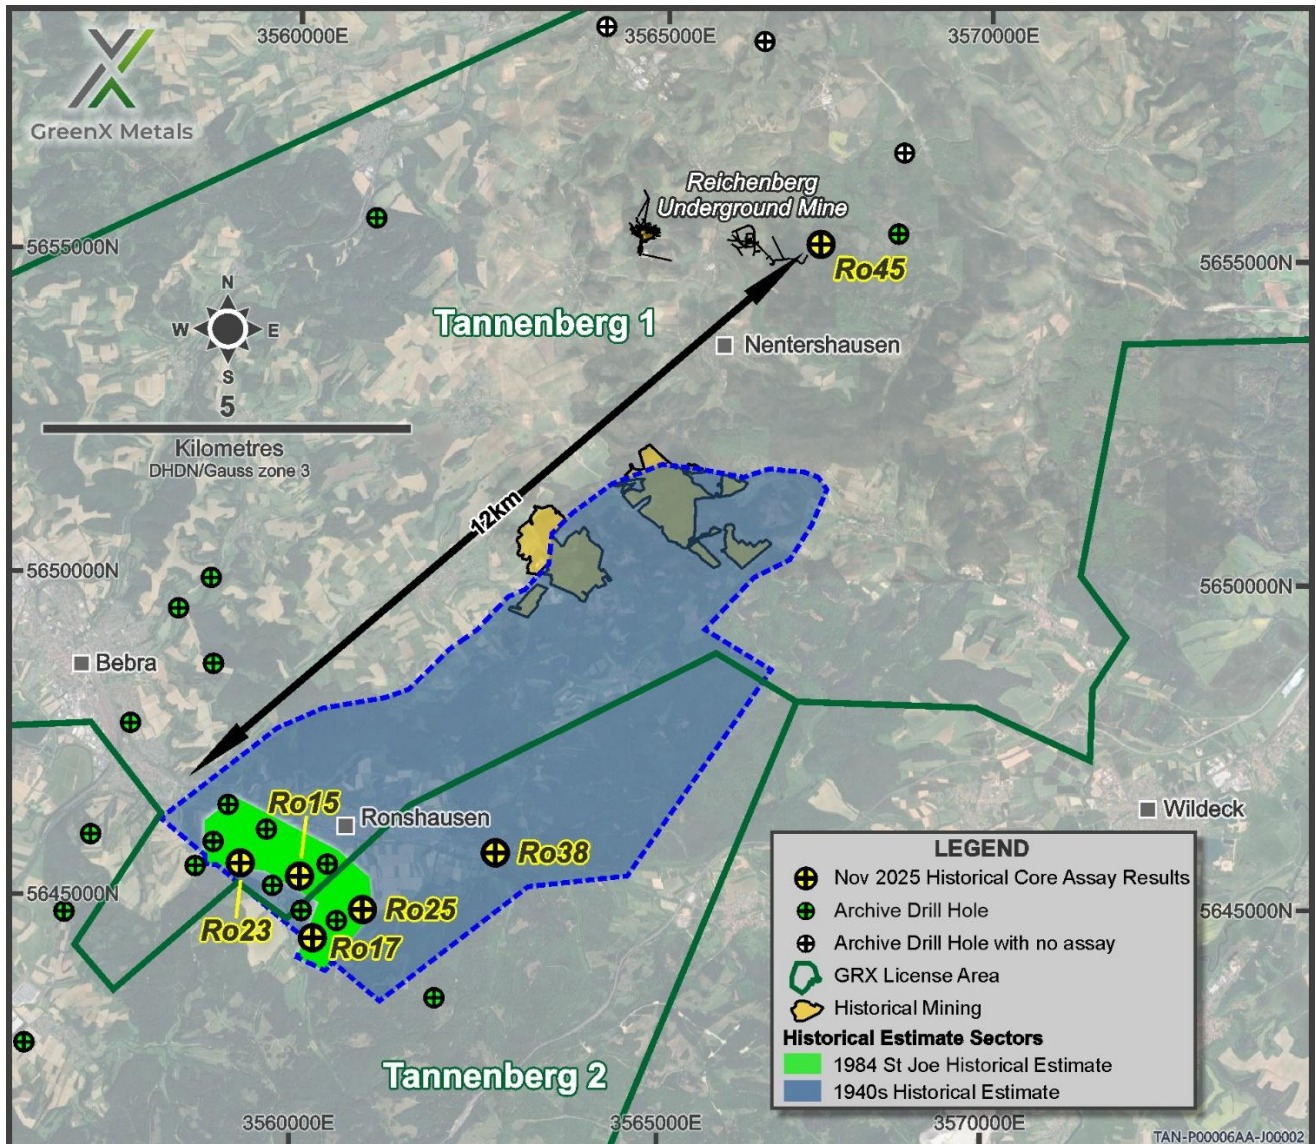 3560000E
3565000E
3570000E
GreenX Metals
Reichenberg
Underground Mine
5655000N
5655000N
Ro45
N
W
E
S
Tannenberg 1
Nentershausen
5
Kilometres
DHDN/Gauss zone 3
12km
5650000N
5650000N
Bebra
Ro15
Ronshausen
Wildeck
Ro38
5645000N
5645000N
Ro25
Ro23
Ro17
LEGEND
Nov 2025 Historical Core Assay Results
Archive Drill Hole
Archive Drill Hole with no assay
GRX License Area
Historical Mining
Historical Estimate Sectors
1984 St Joe Historical Estimate
1940s Historical Estimate
Tannenberg 2
3560000E
3565000E
3570000E
TAN-P00006AA-J00002